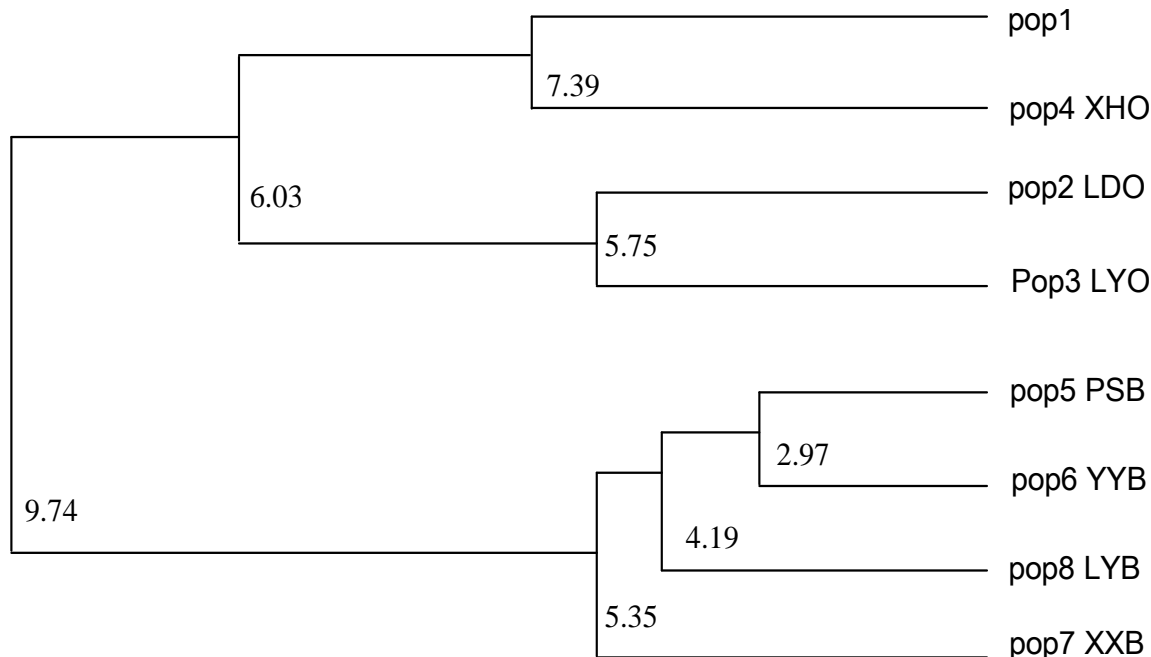 pop1
7.39
pop4 XHO
6.03
pop2 LDO
5.75
Pop3 LYO
pop5 PSB
2.97
pop6 YYB
9.74
4.19
pop8 LYB
5.35
pop7 XXB